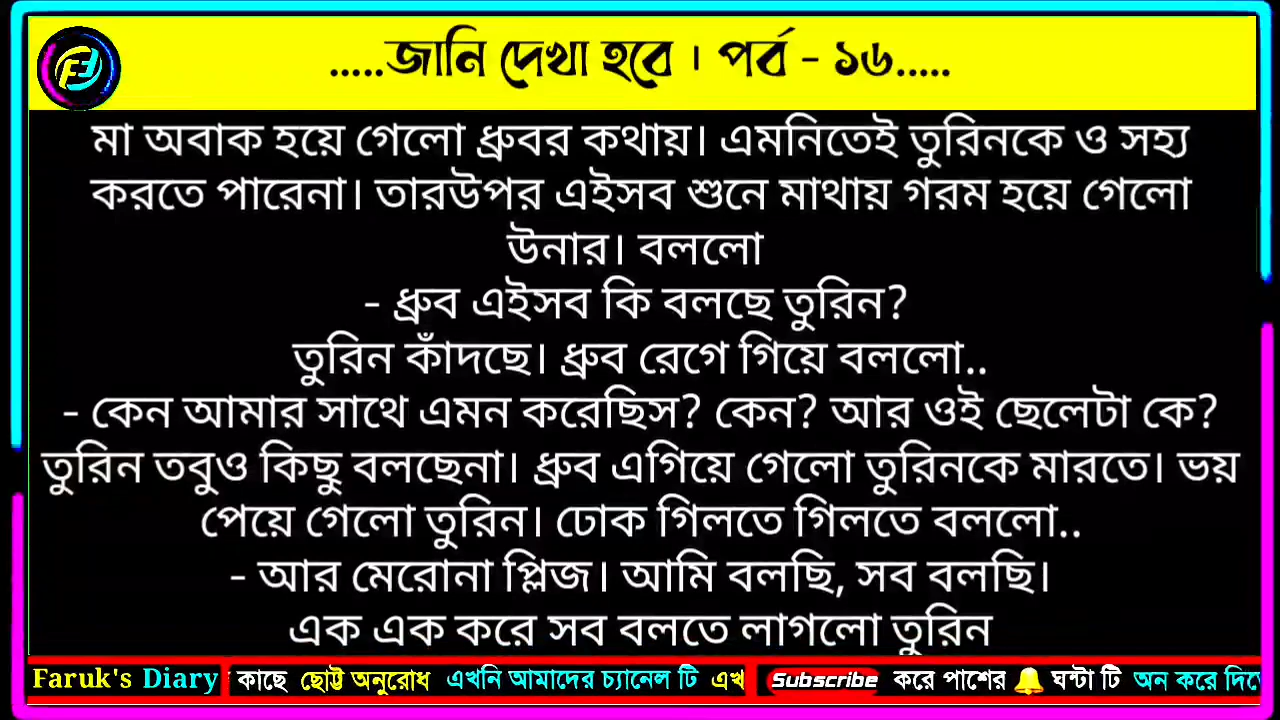 .....জানি দেখা হবে । পর্ব - ১৬.....
মা অবাক হয়ে গেলো ধ্রুবর কথায়। এমনিতেই তুরিনকে ও সহ্য
করতে পারেনা। তারউপর এইসব শুনে মাথায় গরম হয়ে গেলো
উনার। বললো
- ধ্রুব এইসব কি বলছে তুরিন?
তুরিন কাঁদছে। ধ্রুব রেগে গিয়ে বললো..
- কেন আমার সাথে এমন করেছিস? কেন? আর ওই ছেলেটা কে?
তুরিন তবুও কিছু বলছেনা। ধ্রুব এগিয়ে গেলো তুরিনকে মারতে। ভয়
পেয়ে গেলো তুরিন। ঢোক গিলতে গিলতে বললো..
- আর মেরোনা প্লিজ। আমি বলছি, সব বলছি।
এক এক করে সব বলতে লাগলো তুরিন
Faruk's Diary কাছে ছোট্ট অনুরোধ এখনি আমাদের চ্যানেল টি এখ Subscribe করে পাশের 🔔 ঘন্টা টি অন করে দিতে